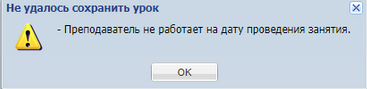 Не удалось сохранить урок
- Преподаватель не работает на дату проведения занятия.
OK